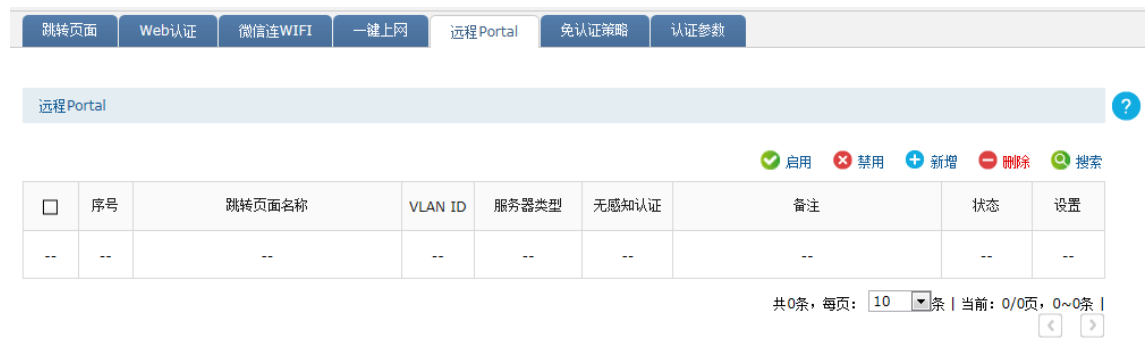 跳转页面 Web认证 微信连WIFI 一键上网 远程Portal 免认证策略 认证参数
远程Portal ?
启用 禁用 新增 删除 搜索
序号 跳转页面名称 VLAN ID 服务器类型 无感知认证 备注 状态 设置
-- -- -- -- -- -- -- -- --
共0条，每页： 10 条 | 当前：0/0页，0~0条 |
< >